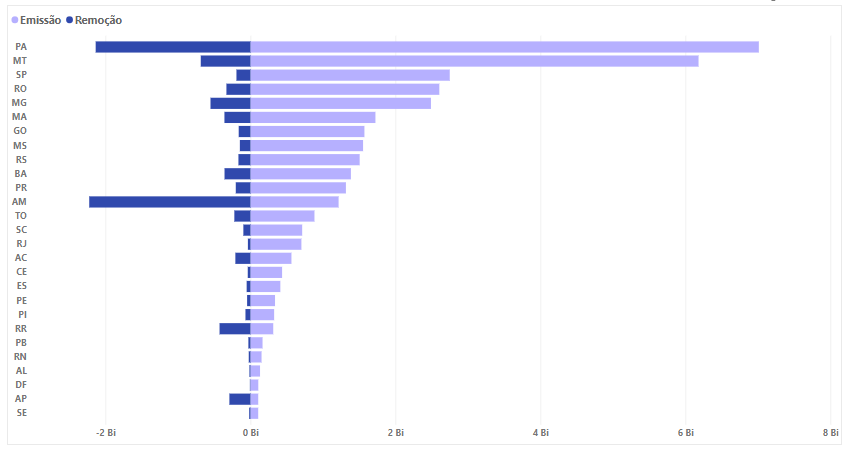 Emissão Remoção
PA
MT
SP
RO
MG
MA
GO
MS
RS
BA
PR
AM
TO
SC
RJ
AC
CE
ES
PE
PI
RR
PB
RN
AL
DF
AP
SE
-2 Bi 0 Bi 2 Bi 4 Bi 6 Bi 8 Bi